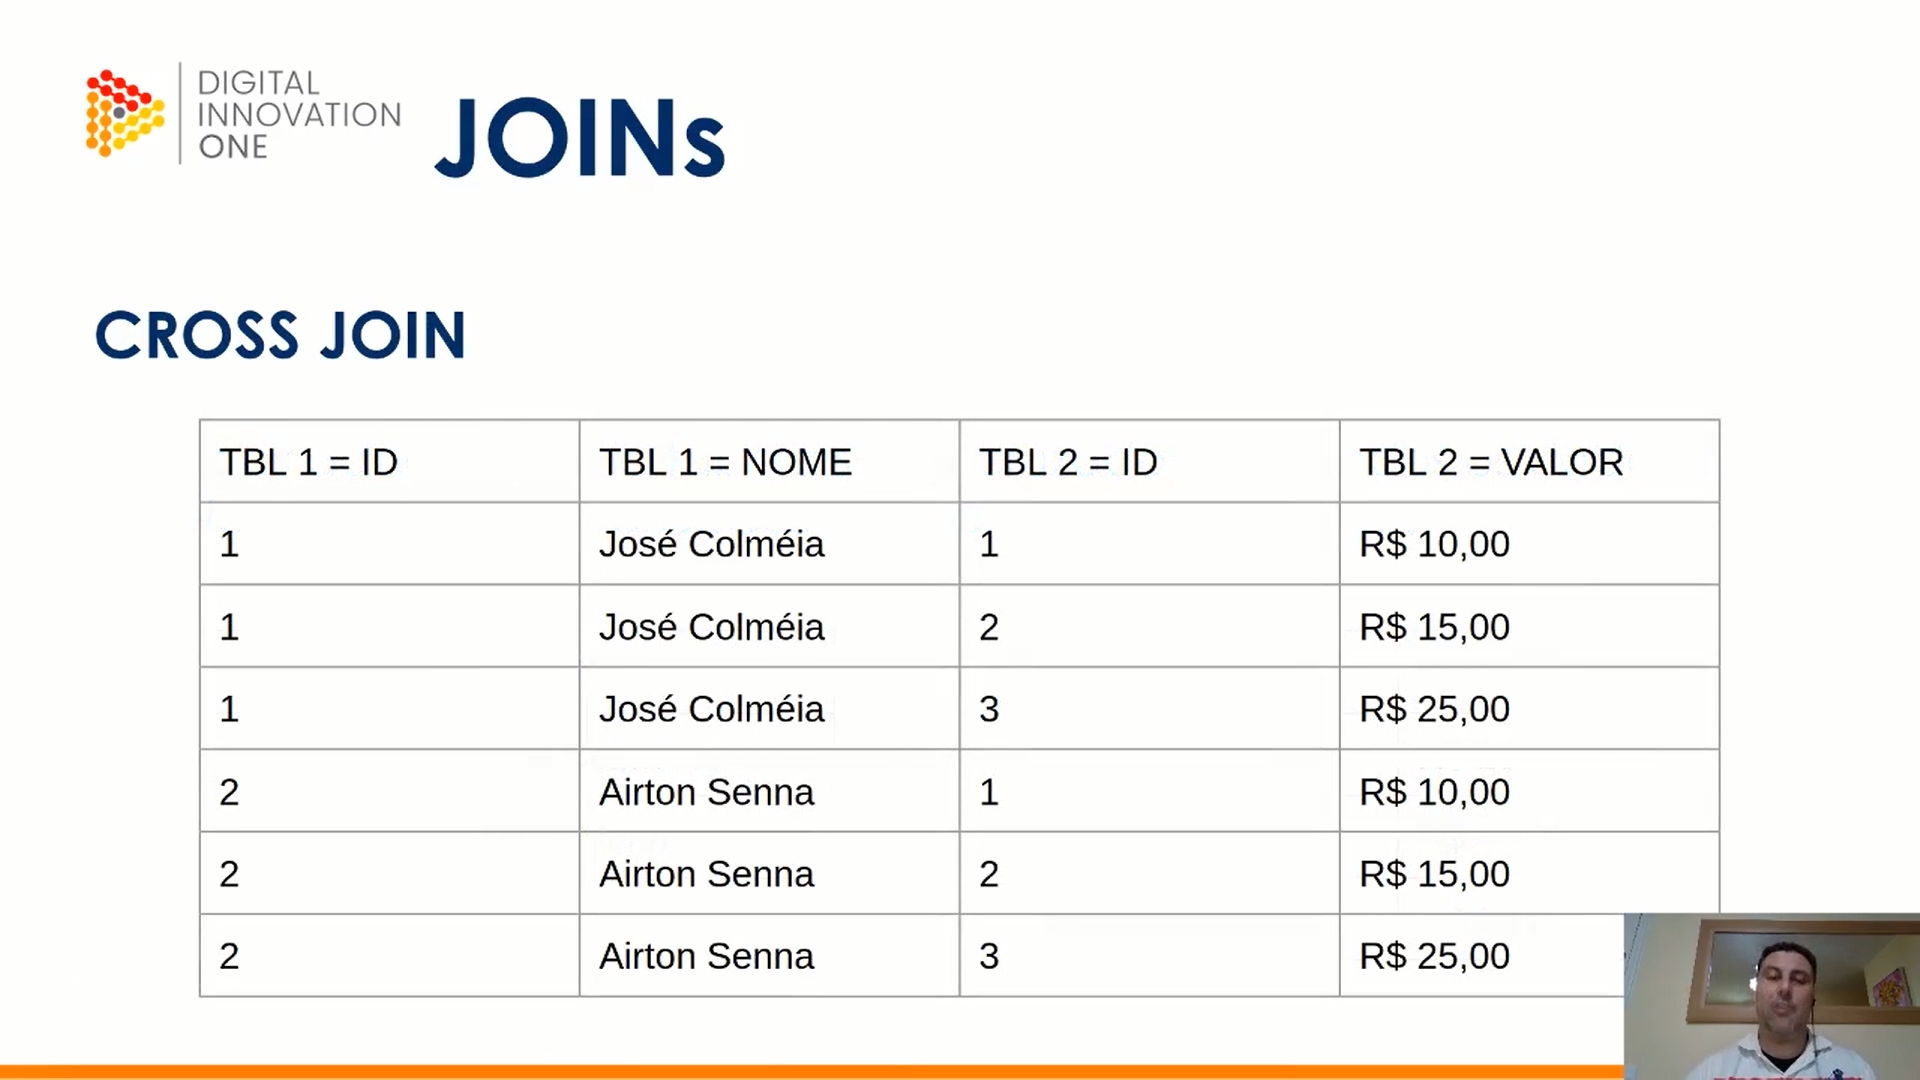 DIGITAL
INNOVATION
ONE
JOINs
CROSS JOIN
TBL 1 = ID TBL 1 = NOME TBL 2 = ID TBL 2 = VALOR
1 José Colméia 1 R$ 10,00
1 José Colméia 2 R$ 15,00
1 José Colméia 3 R$ 25,00
2 Airton Senna 1 R$ 10,00
2 Airton Senna 2 R$ 15,00
2 Airton Senna 3 R$ 25,00